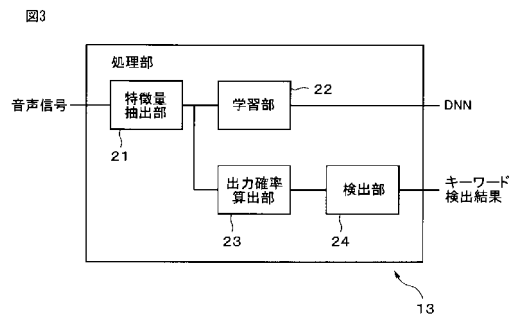 図3
処理部
音声信号
特徴量
抽出部
21
学習部
22
DNN
出力確率
算出部
23
検出部
24
キーワード
検出結果
13